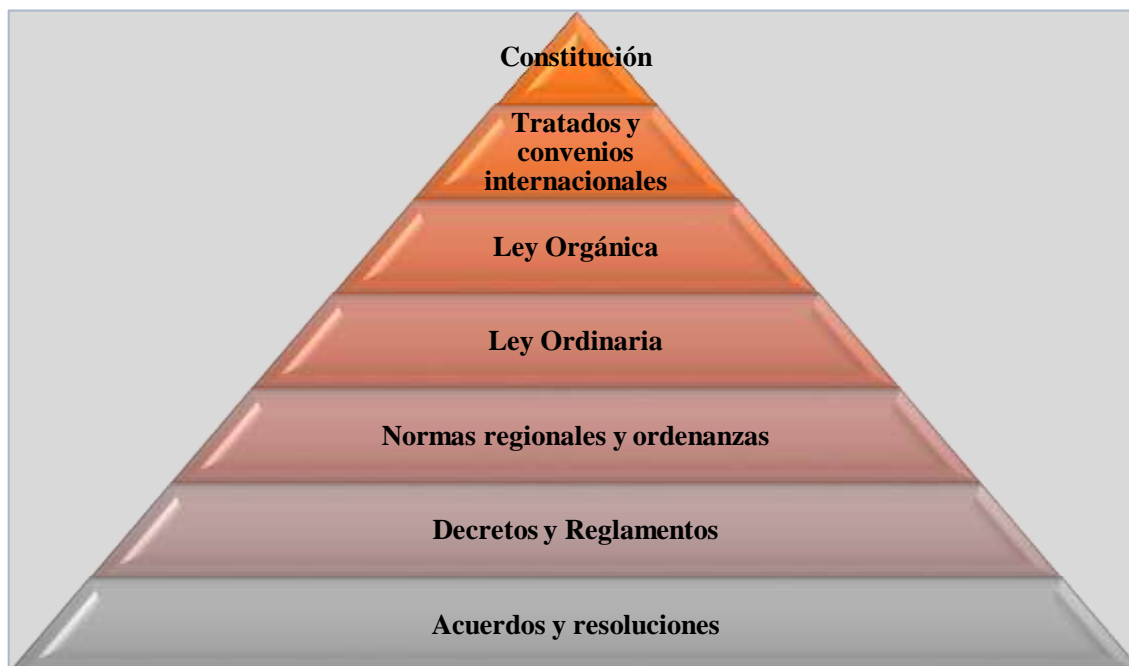 Constitución
Tratados y
convenios
internacionales
Ley Orgánica
Ley Ordinaria
Normas regionales y ordenanzas
Decretos y Reglamentos
Acuerdos y resoluciones